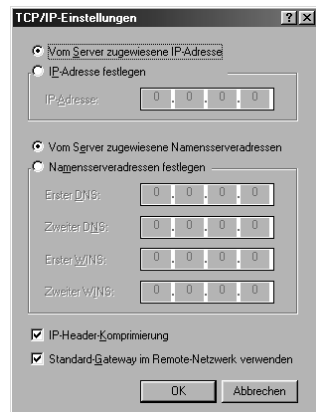 TCP/IP-Einstellungen
Vom Server zugewiesene IP-Adresse
IP-Adresse festlegen
IP-Adresse: 0 . 0 . 0 . 0
Vom Server zugewiesene Namensserveradressen
Namensserveradressen festlegen
Erster DNS: 0 . 0 . 0 . 0
Zweiter DNS: 0 . 0 . 0 . 0
Erster WINS: 0 . 0 . 0 . 0
Zweiter WINS: 0 . 0 . 0 . 0
IP-Header-Komprimierung
Standard-Gateway im Remote-Netzwerk verwenden
OK Abbrechen